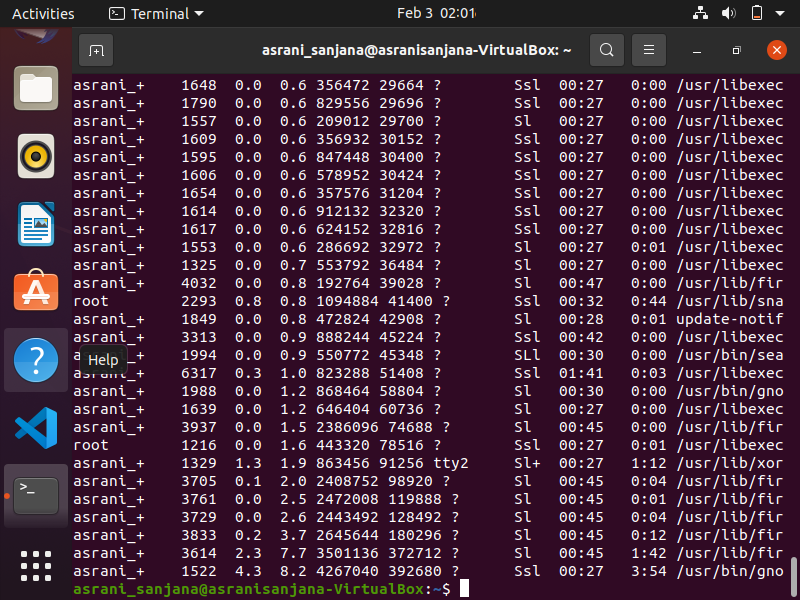 Activities Terminal Feb 3 02:01
asrani_sanjana@asranisanjana-VirtualBox: ~
asrani_+ 1648 0.0 0.6 356472 29664 ? Ssl 00:27 0:00 /usr/libexec
asrani_+ 1790 0.0 0.6 829556 29696 ? Ssl 00:27 0:00 /usr/libexec
asrani_+ 1557 0.0 0.6 209012 29700 ? Sl 00:27 0:00 /usr/libexec
asrani_+ 1609 0.0 0.6 356932 30152 ? Ssl 00:27 0:00 /usr/libexec
asrani_+ 1595 0.0 0.6 847448 30400 ? Ssl 00:27 0:00 /usr/libexec
asrani_+ 1606 0.0 0.6 578952 30424 ? Ssl 00:27 0:00 /usr/libexec
asrani_+ 1654 0.0 0.6 357576 31204 ? Ssl 00:27 0:00 /usr/libexec
asrani_+ 1614 0.0 0.6 912132 32320 ? Ssl 00:27 0:00 /usr/libexec
asrani_+ 1617 0.0 0.6 624152 32816 ? Ssl 00:27 0:00 /usr/libexec
asrani_+ 1553 0.0 0.6 286692 32972 ? Sl 00:27 0:01 /usr/libexec
asrani_+ 1325 0.0 0.7 553792 36484 ? Sl 00:27 0:00 /usr/libexec
asrani_+ 4032 0.0 0.8 192764 39028 ? Sl 00:47 0:00 /usr/lib/fir
root 2293 0.8 0.8 1094884 41400 ? Ssl 00:32 0:44 /usr/lib/sna
asrani_+ 1849 0.0 0.8 472824 42908 ? Sl 00:28 0:01 update-notif
asrani_+ 3313 0.0 0.9 888244 45224 ? Ssl 00:42 0:00 /usr/libexec
asrani_+ 1994 0.0 0.9 550772 45348 ? SLl 00:30 0:00 /usr/bin/sea
Help
asrani_+ 6317 0.3 1.0 823288 51408 ? Ssl 01:41 0:03 /usr/libexec
asrani_+ 1988 0.0 1.2 868464 58804 ? Sl 00:30 0:00 /usr/bin/gno
asrani_+ 1639 0.0 1.2 646404 60736 ? Sl 00:27 0:00 /usr/libexec
asrani_+ 3937 0.0 1.5 2386096 74688 ? Sl 00:45 0:00 /usr/lib/fir
root 1216 0.0 1.6 443320 78516 ? Ssl 00:27 0:01 /usr/libexec
asrani_+ 1329 1.3 1.9 863456 91256 tty2 Sl+ 00:27 1:12 /usr/lib/xor
asrani_+ 3705 0.1 2.0 2408752 98920 ? Sl 00:45 0:04 /usr/lib/fir
asrani_+ 3761 0.0 2.5 2472008 119888 ? Sl 00:45 0:01 /usr/lib/fir
asrani_+ 3729 0.0 2.6 2443492 128492 ? Sl 00:45 0:04 /usr/lib/fir
asrani_+ 3833 0.2 3.7 2645644 180296 ? Sl 00:45 0:12 /usr/lib/fir
asrani_+ 3614 2.3 7.7 3501136 372712 ? Sl 00:45 1:42 /usr/lib/fir
asrani_+ 1522 4.3 8.2 4267040 392680 ? Ssl 00:27 3:54 /usr/bin/gno
asrani_sanjana@asranisanjana-VirtualBox:~$